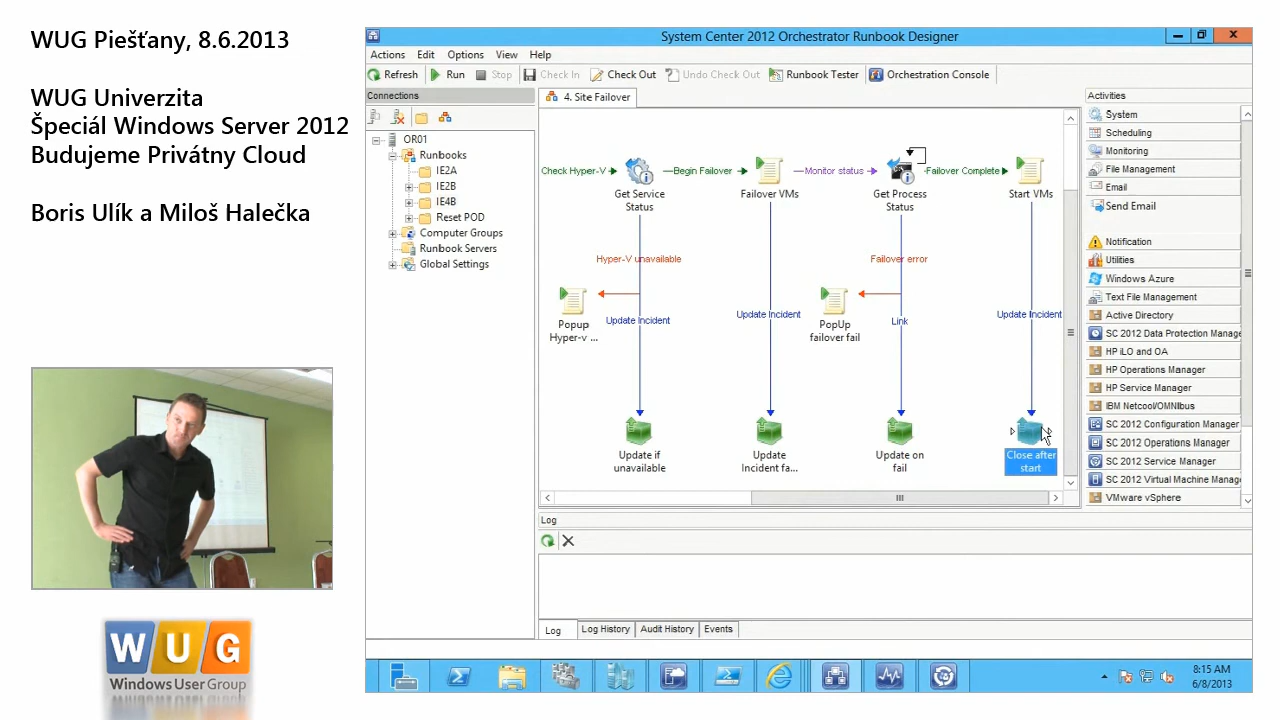 WUG Piešťany, 8.6.2013
WUG Univerzita
Špeciál Windows Server 2012
Budujeme Privátny Cloud
Boris Ulík a Miloš Halečka
WUG
Windows User Group
System Center 2012 Orchestrator Runbook Designer
Actions Edit Options View Help
Refresh Run Stop Check In Check Out Undo Check Out Runbook Tester Orchestration Console
Connections
OR01
Runbooks
IE2A
IE2B
IE4B
Reset POD
Computer Groups
Runbook Servers
Global Settings
4. Site Failover
Check Hyper-V Begin Failover Monitor status Failover Complete
Get Service
Status
Failover VMs
Get Process
Status
Start VMs
Hyper-V unavailable
Failover error
Popup
Hyper-v ...
Update Incident
Update Incident
PopUp
failover fail
Link
Update Incident
Update if
unavailable
Update
Incident fa...
Update on
fail
Close after
start
Log
Log Log History Audit History Events
Activities
System
Scheduling
Monitoring
File Management
Email
Send Email
Notification
Utilities
Windows Azure
Text File Management
Active Directory
SC 2012 Data Protection Manage
HP iLO and OA
HP Operations Manager
HP Service Manager
IBM Netcool/OMNIbus
SC 2012 Configuration Manager
SC 2012 Operations Manager
SC 2012 Service Manager
SC 2012 Virtual Machine Manag
VMware vSphere
8:15 AM
6/8/2013